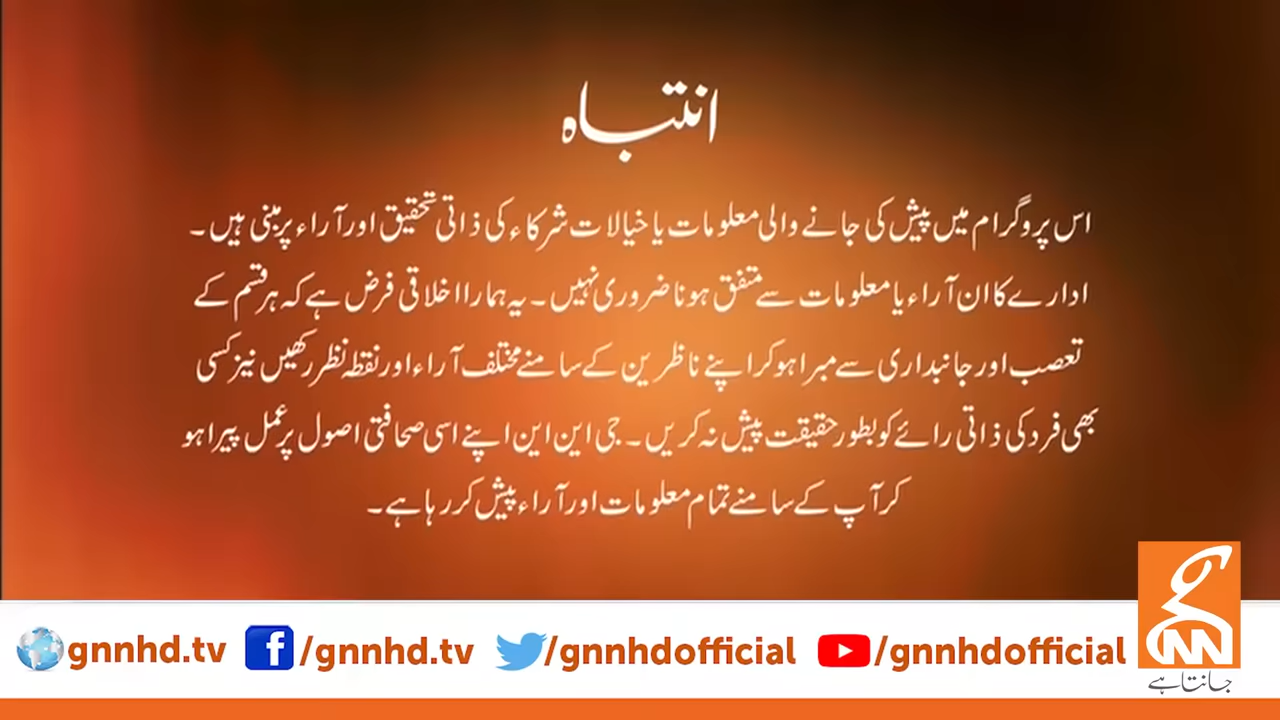 انتباہ
اس پروگرام میں پیش کی جانے والی معلومات یا خیالات شرکاء کی ذاتی تحقیق اور آراء پر مبنی ہیں۔
ادارے کا ان آراء یا معلومات سے متفق ہونا ضروری نہیں۔ یہ ہمارا اخلاقی فرض ہے کہ ہر قسم کے
تعصب اور جانبداری سے مبرا ہو کر اپنے ناظرین کے سامنے مختلف آراء اور نقطہ نظر رکھیں نیز کسی
بھی فرد کی ذاتی رائے کو بطور حقیقت پیش نہ کریں۔ جی این این اپنے اسی صحافتی اصول پر عمل پیرا ہو
کر آپ کے سامنے تمام معلومات اور آراء پیش کر رہا ہے۔
gnnhd.tv /gnnhd.tv /gnnhdofficial /gnnhdofficial
GNN
جانتا ہے